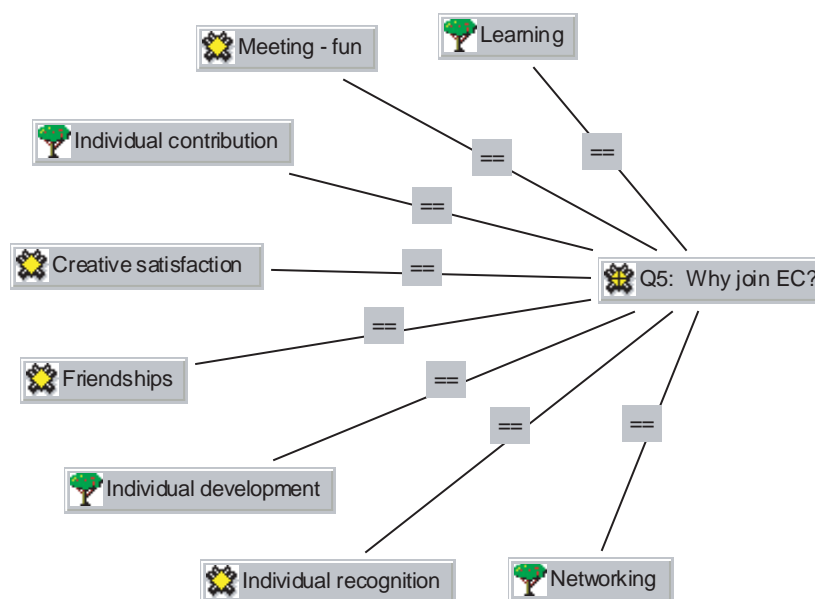 Meeting - fun
Learning
Individual contribution
==
==
==
Creative satisfaction
==
Q5: Why join EC?
==
Friendships
==
==
==
Individual development
Individual recognition
Networking